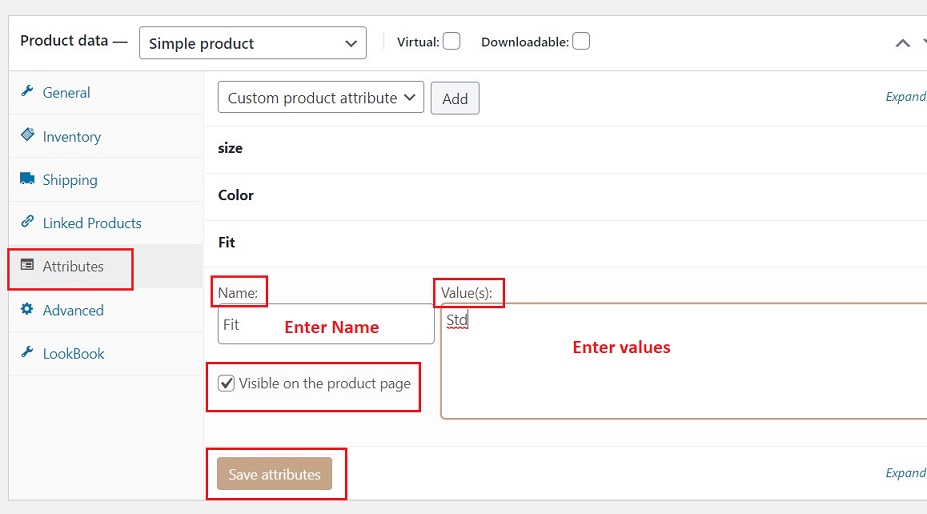 Product data — Simple product Virtual: Downloadable:
General
Inventory
Shipping
Linked Products
Attributes
Advanced
LookBook
Custom product attribute Add Expand
size
Color
Fit
Name: Value(s):
Fit Enter Name Std
Enter values
Visible on the product page
Save attributes Expand